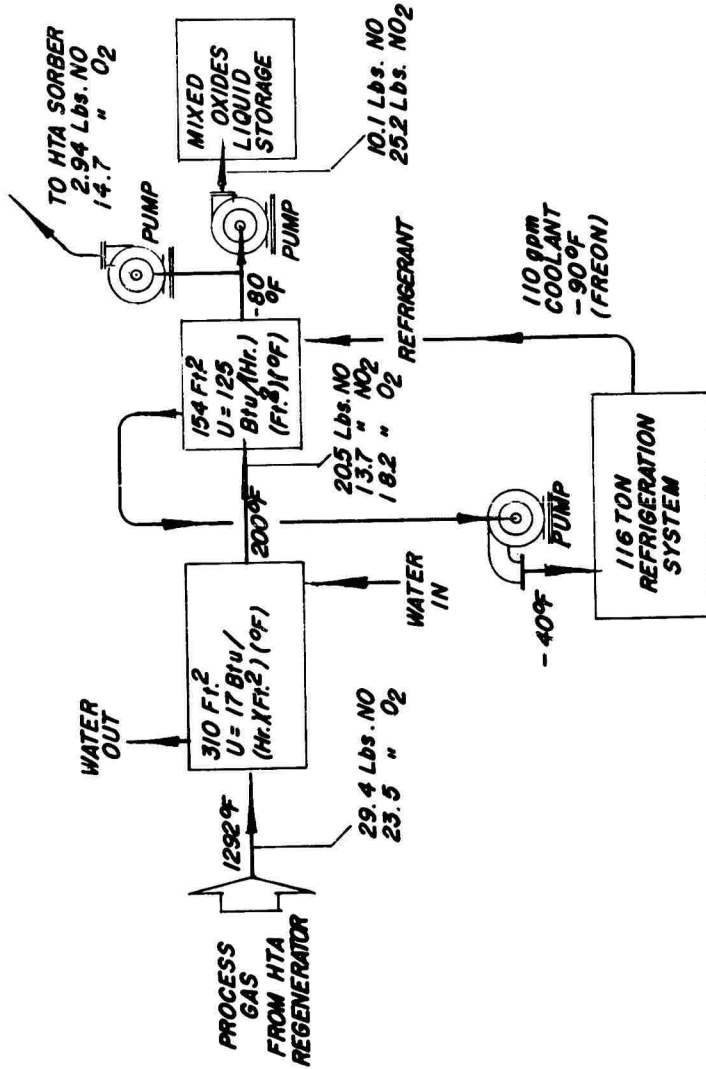 PROCESS
GAS
FROM HTA
REGENERATOR
1292°F
29.4 Lbs. NO
23.5 " O2
WATER
OUT
310 Ft.2
U = 17 Btu/
(Hr.)(Ft.2)(°F)
WATER
IN
200°F
20.5 Lbs. NO
13.7 " NO2
18.2 " O2
154 Ft.2
U = 125
Btu/(Hr.)
(Ft.2)(°F)
-80
°F
TO HTA SORBER
2.94 Lbs. NO
14.7 " O2
PUMP
PUMP
MIXED
OXIDES
LIQUID
STORAGE
10.1 Lbs. NO
25.2 Lbs. NO2
REFRIGERANT
110 gpm
COOLANT
-90°F
(FREON)
PUMP
-40°F
116 TON
REFRIGERATION
SYSTEM